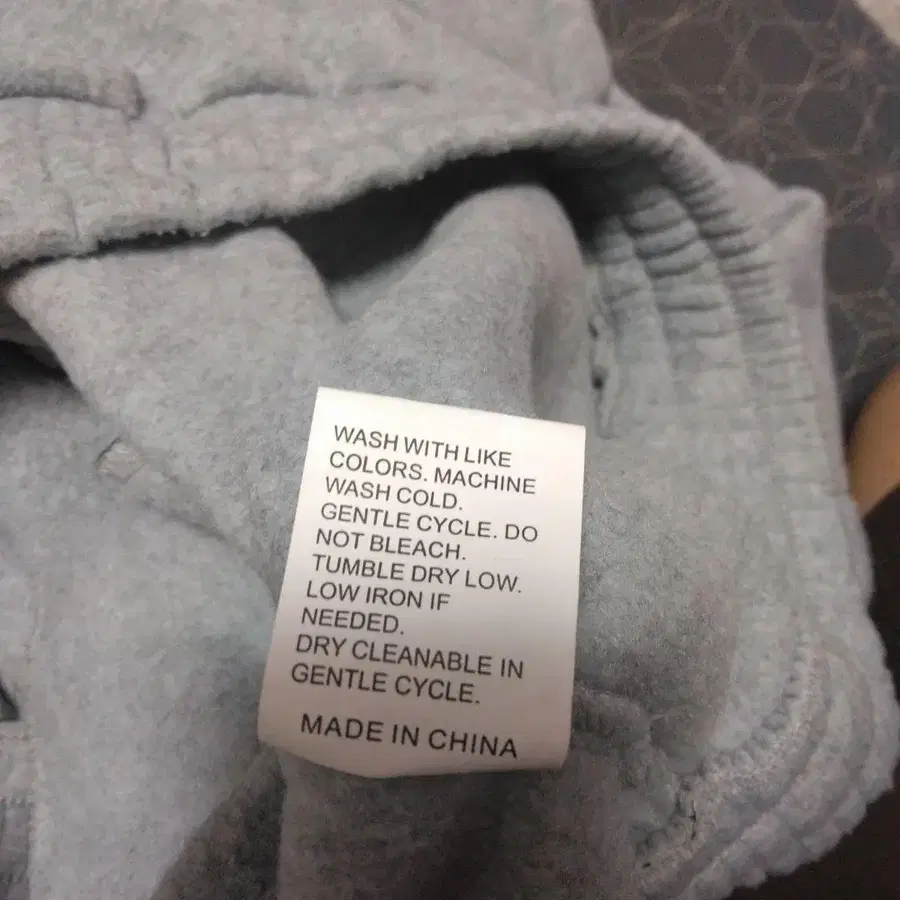 WASH WITH LIKE
COLORS. MACHINE
WASH COLD.
GENTLE CYCLE. DO
NOT BLEACH.
TUMBLE DRY LOW.
LOW IRON IF
NEEDED.
DRY CLEANABLE IN
GENTLE CYCLE.
MADE IN CHINA